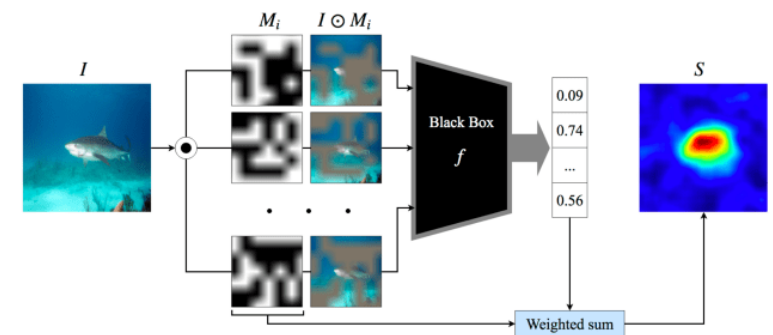 I
M_i
I ⊙ M_i
Black Box
f
0.09
0.74
...
0.56
S
Weighted sum